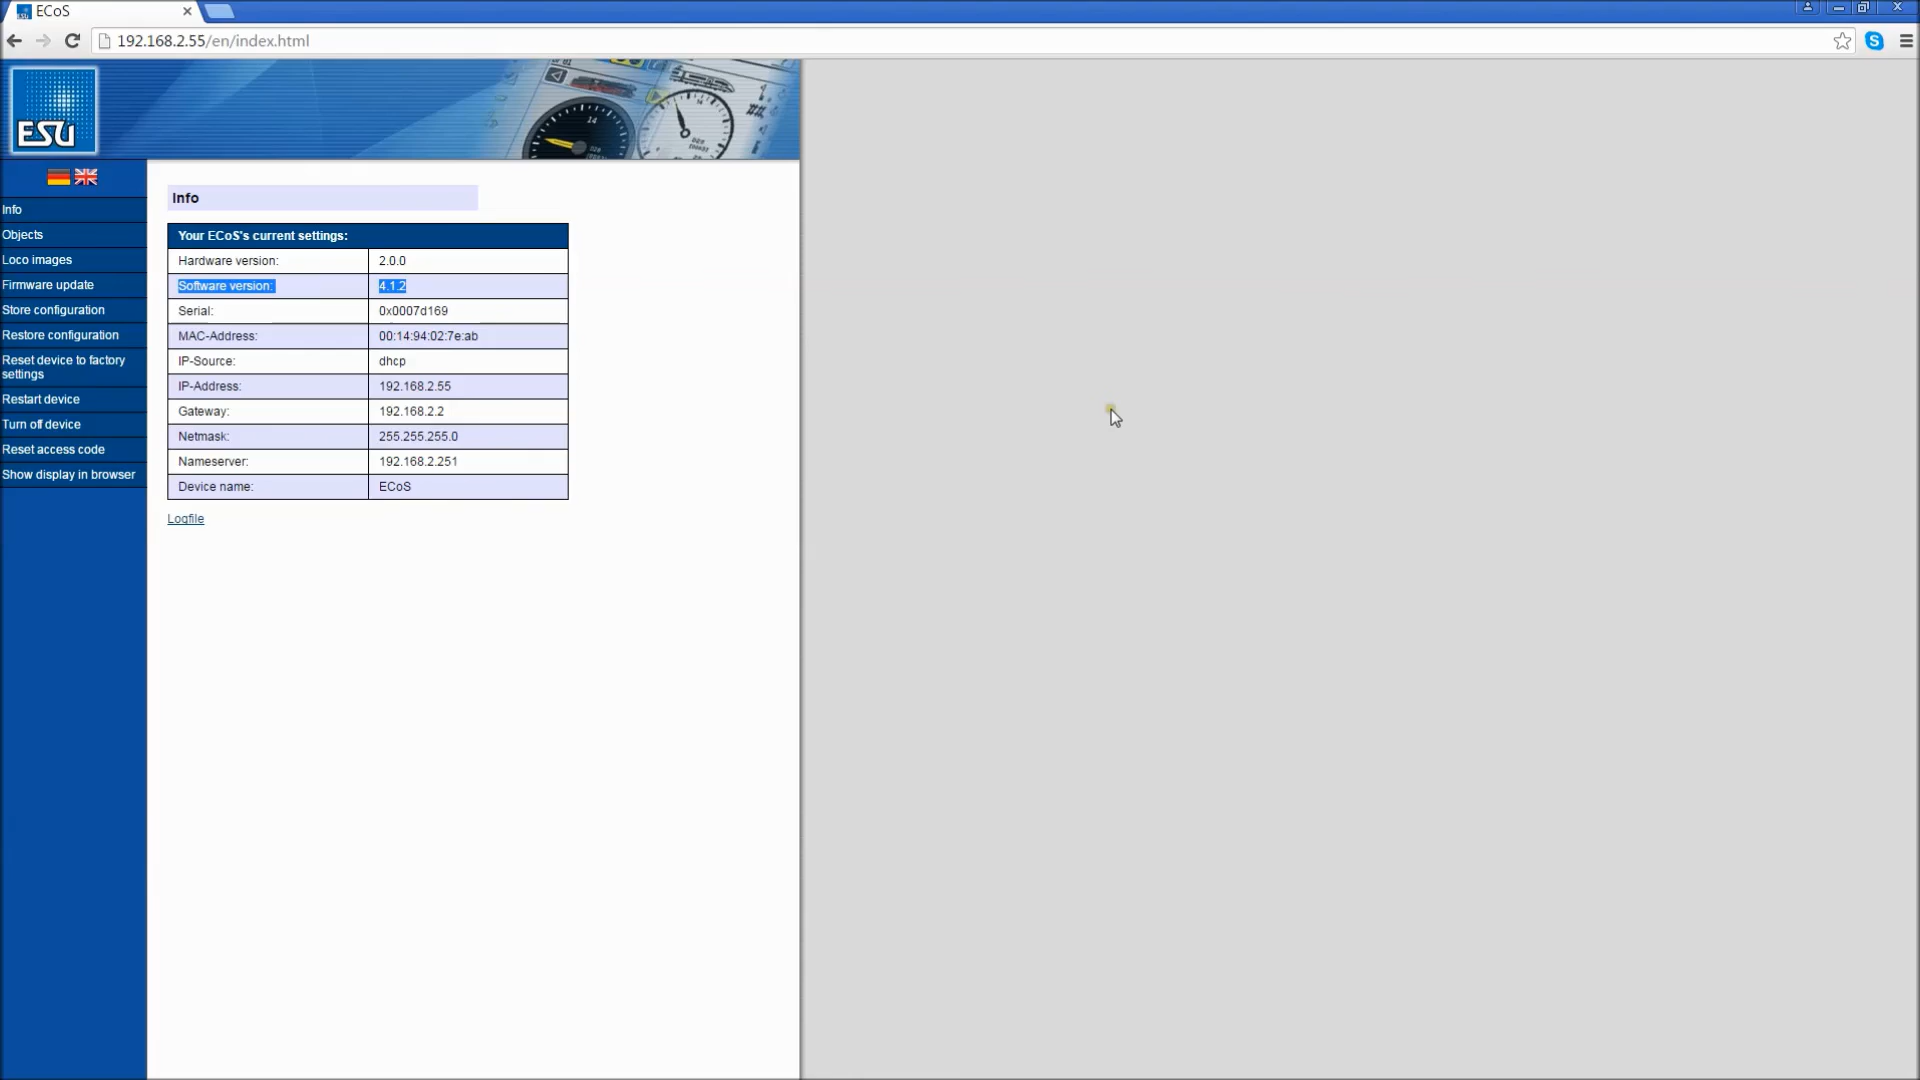 ECoS
192.168.2.55/en/index.html
ESU
Info
Objects
Loco images
Firmware update
Store configuration
Restore configuration
Reset device to factory
settings
Restart device
Turn off device
Reset access code
Show display in browser
Info
Your ECoS's current settings:
Hardware version: 2.0.0
Software version: 4.1.2
Serial: 0x0007d169
MAC-Address: 00:14:94:02:7e:ab
IP-Source: dhcp
IP-Address: 192.168.2.55
Gateway: 192.168.2.2
Netmask: 255.255.255.0
Nameserver: 192.168.2.251
Device name: ECoS
Logfile